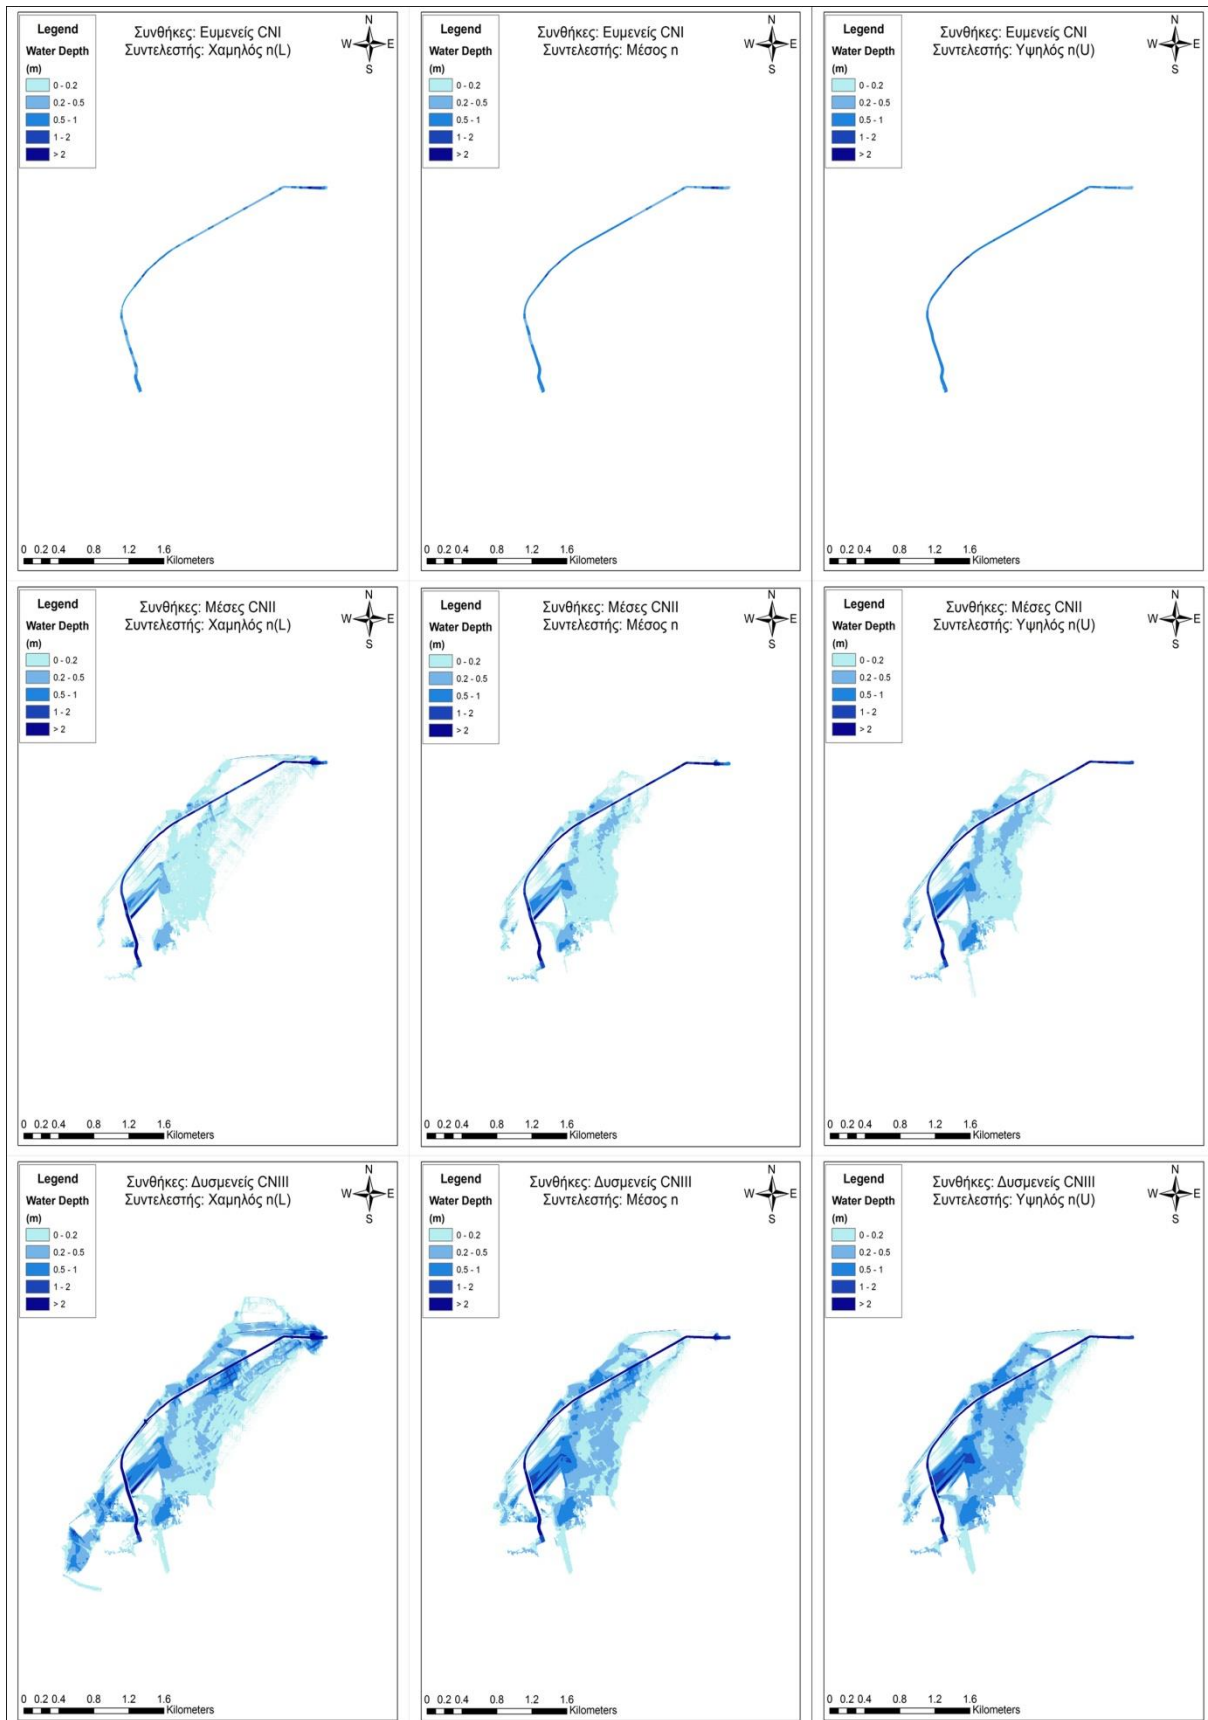 Legend
Water Depth
(m)
0 - 0.2
0.2 - 0.5
0.5 - 1
1 - 2
> 2
Συνθήκες: Ευμενείς CNI
Συντελεστής: Χαμηλός n(L)
N
W E
S
0 0.2 0.4 0.8 1.2 1.6
Kilometers
Legend
Water Depth
(m)
0 - 0.2
0.2 - 0.5
0.5 - 1
1 - 2
> 2
Συνθήκες: Ευμενείς CNI
Συντελεστής: Μέσος n
N
W E
S
0 0.2 0.4 0.8 1.2 1.6
Kilometers
Legend
Water Depth
(m)
0 - 0.2
0.2 - 0.5
0.5 - 1
1 - 2
> 2
Συνθήκες: Ευμενείς CNI
Συντελεστής: Υψηλός n(U)
N
W E
S
0 0.2 0.4 0.8 1.2 1.6
Kilometers
Legend
Water Depth
(m)
0 - 0.2
0.2 - 0.5
0.5 - 1
1 - 2
> 2
Συνθήκες: Μέσες CNII
Συντελεστής: Χαμηλός n(L)
N
W E
S
0 0.2 0.4 0.8 1.2 1.6
Kilometers
Legend
Water Depth
(m)
0 - 0.2
0.2 - 0.5
0.5 - 1
1 - 2
> 2
Συνθήκες: Μέσες CNII
Συντελεστής: Μέσος n
N
W E
S
0 0.2 0.4 0.8 1.2 1.6
Kilometers
Legend
Water Depth
(m)
0 - 0.2
0.2 - 0.5
0.5 - 1
1 - 2
> 2
Συνθήκες: Μέσες CNII
Συντελεστής: Υψηλός n(U)
N
W E
S
0 0.2 0.4 0.8 1.2 1.6
Kilometers
Legend
Water Depth
(m)
0 - 0.2
0.2 - 0.5
0.5 - 1
1 - 2
> 2
Συνθήκες: Δυσμενείς CNIII
Συντελεστής: Χαμηλός n(L)
N
W E
S
0 0.2 0.4 0.8 1.2 1.6
Kilometers
Legend
Water Depth
(m)
0 - 0.2
0.2 - 0.5
0.5 - 1
1 - 2
> 2
Συνθήκες: Δυσμενείς CNIII
Συντελεστής: Μέσος n
N
W E
S
0 0.2 0.4 0.8 1.2 1.6
Kilometers
Legend
Water Depth
(m)
0 - 0.2
0.2 - 0.5
0.5 - 1
1 - 2
> 2
Συνθήκες: Δυσμενείς CNIII
Συντελεστής: Υψηλός n(U)
N
W E
S
0 0.2 0.4 0.8 1.2 1.6
Kilometers